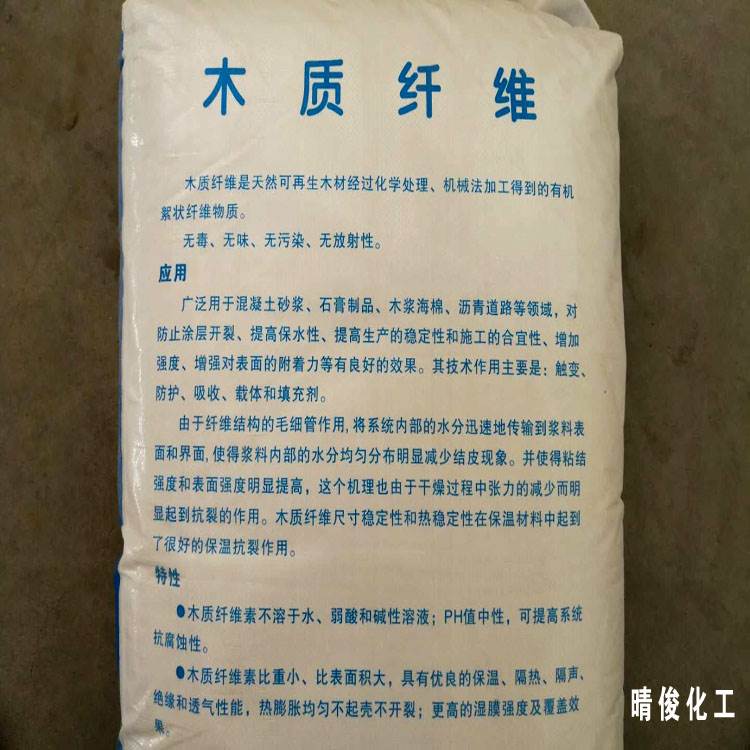 木质纤维
木质纤维是天然可再生木材经过化学处理、机械法加工得到的有机
絮状纤维物质。
无毒、无味、无污染、无放射性。
应用
广泛用于混凝土砂浆、石膏制品、木浆海棉、沥青道路等领域，对
防止涂层开裂、提高保水性、提高生产的稳定性和施工的合宜性、增加
强度、增强对表面的附着力等有良好的效果。其技术作用主要是：触变、
防护、吸收、载体和填充剂。
由于纤维结构的毛细管作用，将系统内部的水分迅速地传输到浆料表
面和界面，使得浆料内部的水分均匀分布明显减少结皮现象。并使得粘结
强度和表面强度明显提高，这个机理也由于干燥过程中张力的减少而明
显起到抗裂的作用。木质纤维尺寸稳定性和热稳定性在保温材料中起到
了很好的保温抗裂作用。
特性
●木质纤维素不溶于水、弱酸和碱性溶液；PH值中性，可提高系统
抗腐蚀性。
●木质纤维素比重小、比表面积大，具有优良的保温、隔热、隔声、
绝缘和透气性能，热膨胀均匀不起壳不开裂；更高的湿膜强度及覆盖效
果。
晴俊化工